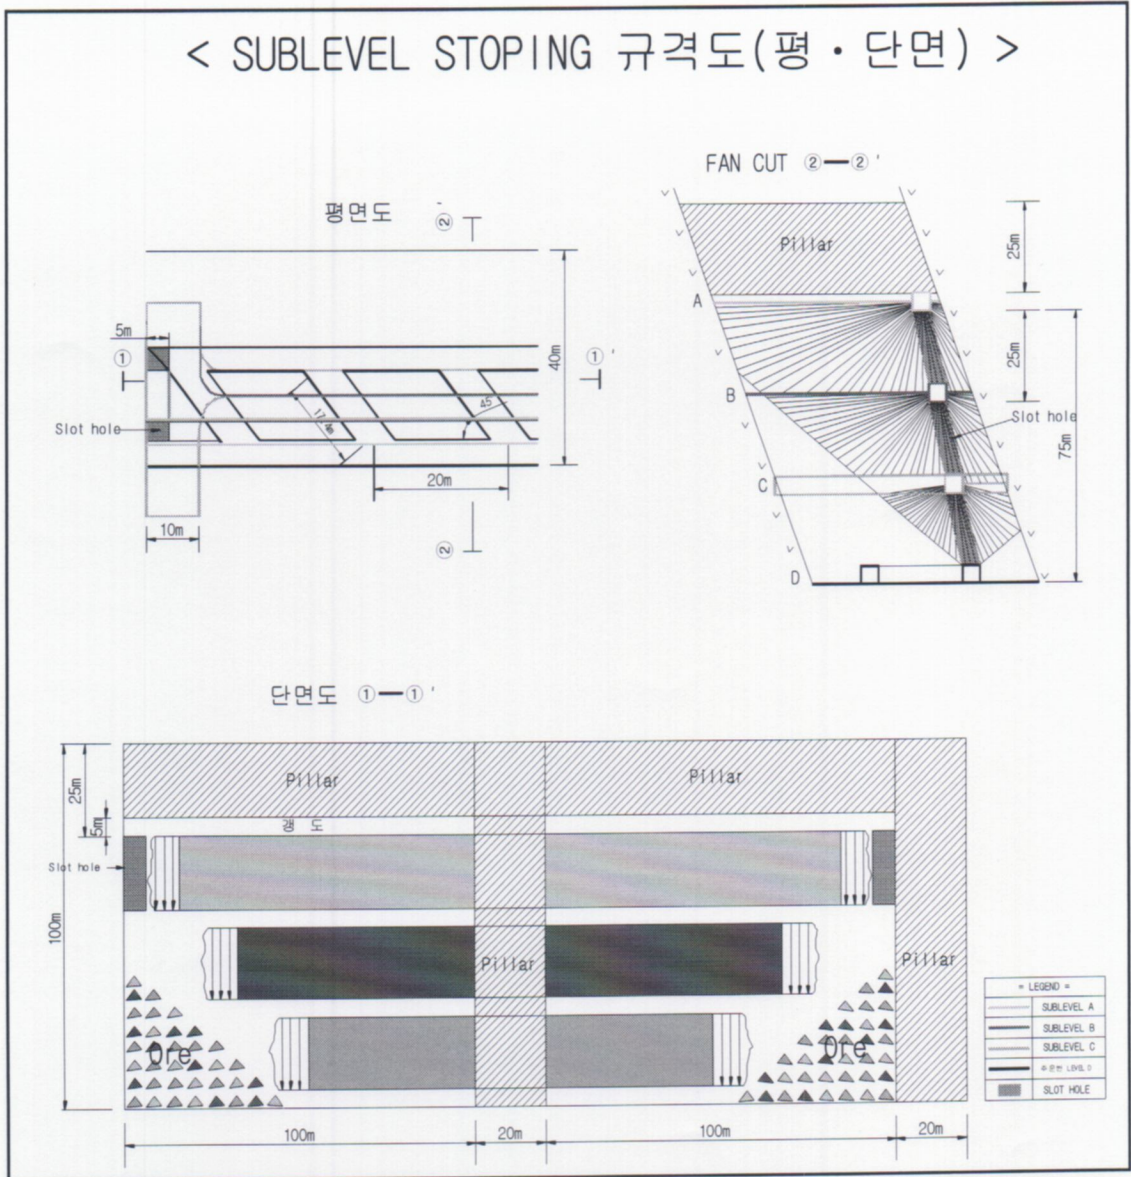 < SUBLEVEL STOPING 규격도(평 · 단면) >
FAN CUT ②━②'
평면도
②
Pillar
25m
A
5m
①
①'
40m
25m
B
Slot hole
45
Slot hole
75m
C
20m
10m
②
D
단면도 ①━①'
25m
Pillar
Pillar
5m
갱 도
Slot hole
100m
Pillar
Pillar
Ore
Ore
= LEGEND =
SUBLEVEL A
SUBLEVEL B
SUBLEVEL C
SLOT HOLE
100m
20m
100m
20m